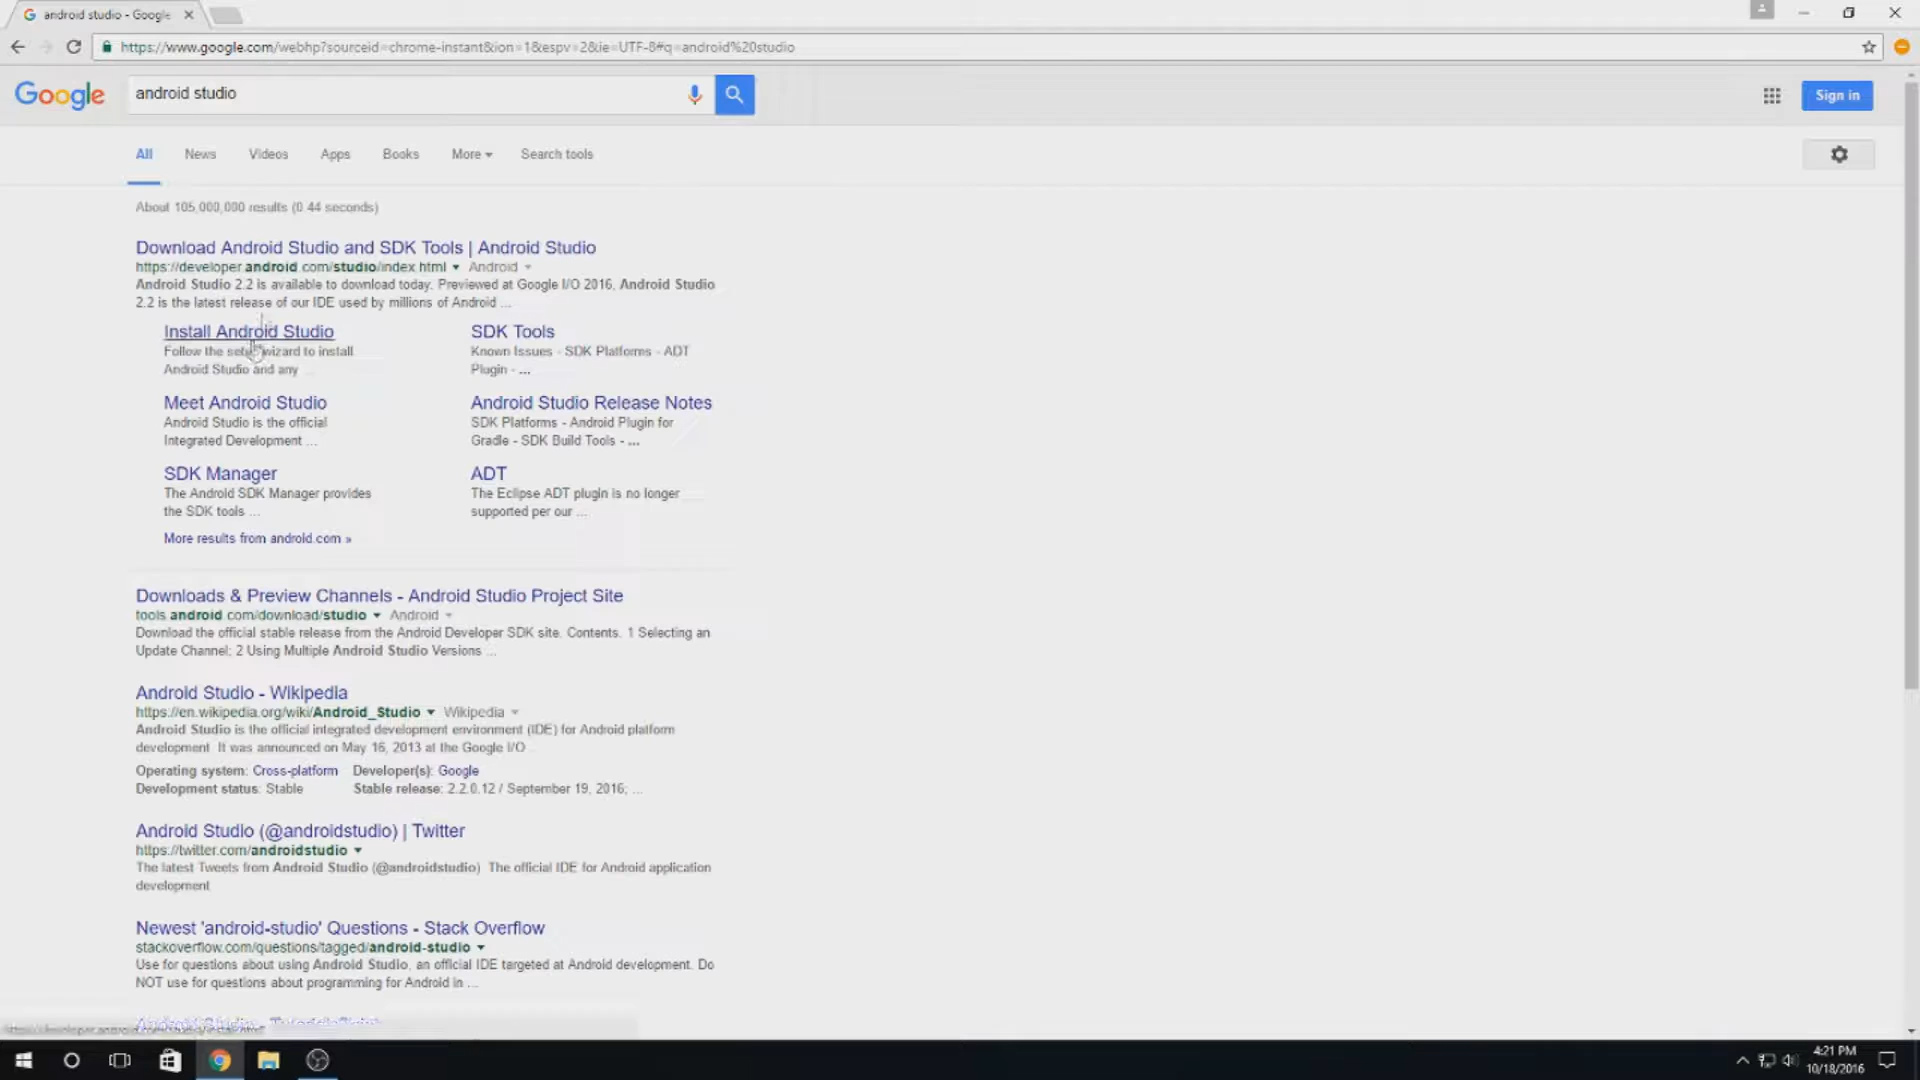 android studio - Google
https://www.google.com/webhp?sourceid=chrome-instant&ion=1&espv=2&ie=UTF-8#q=android%20studio
Google
android studio
Sign in
All News Videos Apps Books More Search tools
About 105,000,000 results (0.44 seconds)
Download Android Studio and SDK Tools | Android Studio
https://developer.android.com/studio/index.html Android
Android Studio 2.2 is available to download today. Previewed at Google I/O 2016, Android Studio
2.2 is the latest release of our IDE used by millions of Android ...
Install Android Studio
Follow the setup wizard to install
Android Studio and any ...
SDK Tools
Known Issues - SDK Platforms - ADT
Plugin - ...
Meet Android Studio
Android Studio is the official
Integrated Development ...
Android Studio Release Notes
SDK Platforms - Android Plugin for
Gradle - SDK Build Tools - ...
SDK Manager
The Android SDK Manager provides
the SDK tools ...
ADT
The Eclipse ADT plugin is no longer
supported per our ...
More results from android.com »
Downloads & Preview Channels - Android Studio Project Site
tools.android.com/download/studio Android
Download the official stable release from the Android Developer SDK site. Contents. 1 Selecting an
Update Channel; 2 Using Multiple Android Studio Versions ...
Android Studio - Wikipedia
https://en.wikipedia.org/wiki/Android_Studio Wikipedia
Android Studio is the official integrated development environment (IDE) for Android platform
development. It was announced on May 16, 2013 at the Google I/O
Operating system: Cross-platform Developer(s): Google
Development status: Stable Stable release: 2.2.0.12 / September 19, 2016; ...
Android Studio (@androidstudio) | Twitter
https://twitter.com/androidstudio
The latest Tweets from Android Studio (@androidstudio) The official IDE for Android application
development
Newest 'android-studio' Questions - Stack Overflow
stackoverflow.com/questions/tagged/android-studio
Use for questions about using Android Studio, an official IDE targeted at Android development. Do
NOT use for questions about programming for Android in ...
4:21 PM
10/18/2016